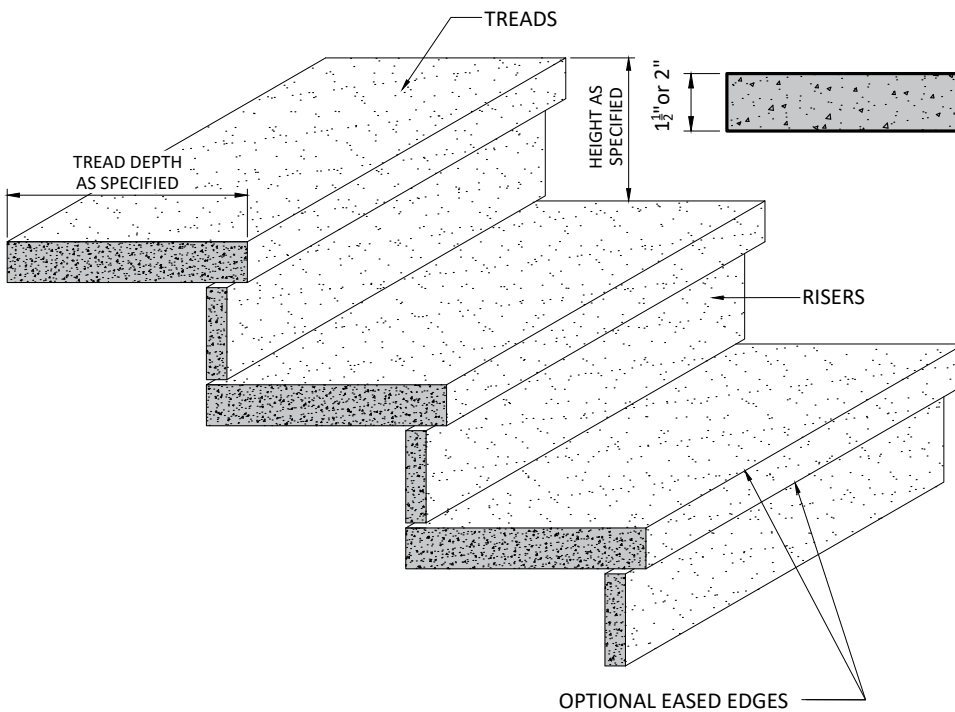 TREADS
TREAD DEPTH
AS SPECIFIED
HEIGHT AS
SPECIFIED
1½" or 2"
RISERS
OPTIONAL EASED EDGES